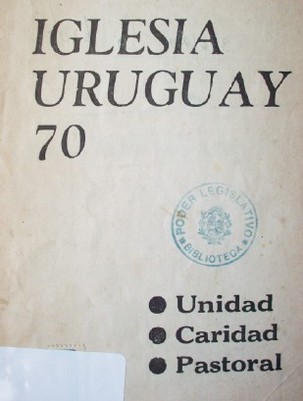 IGLESIA
URUGUAY
70
PODER LEGISLATIVO
BIBLIOTECA
● Unidad
● Caridad
● Pastoral